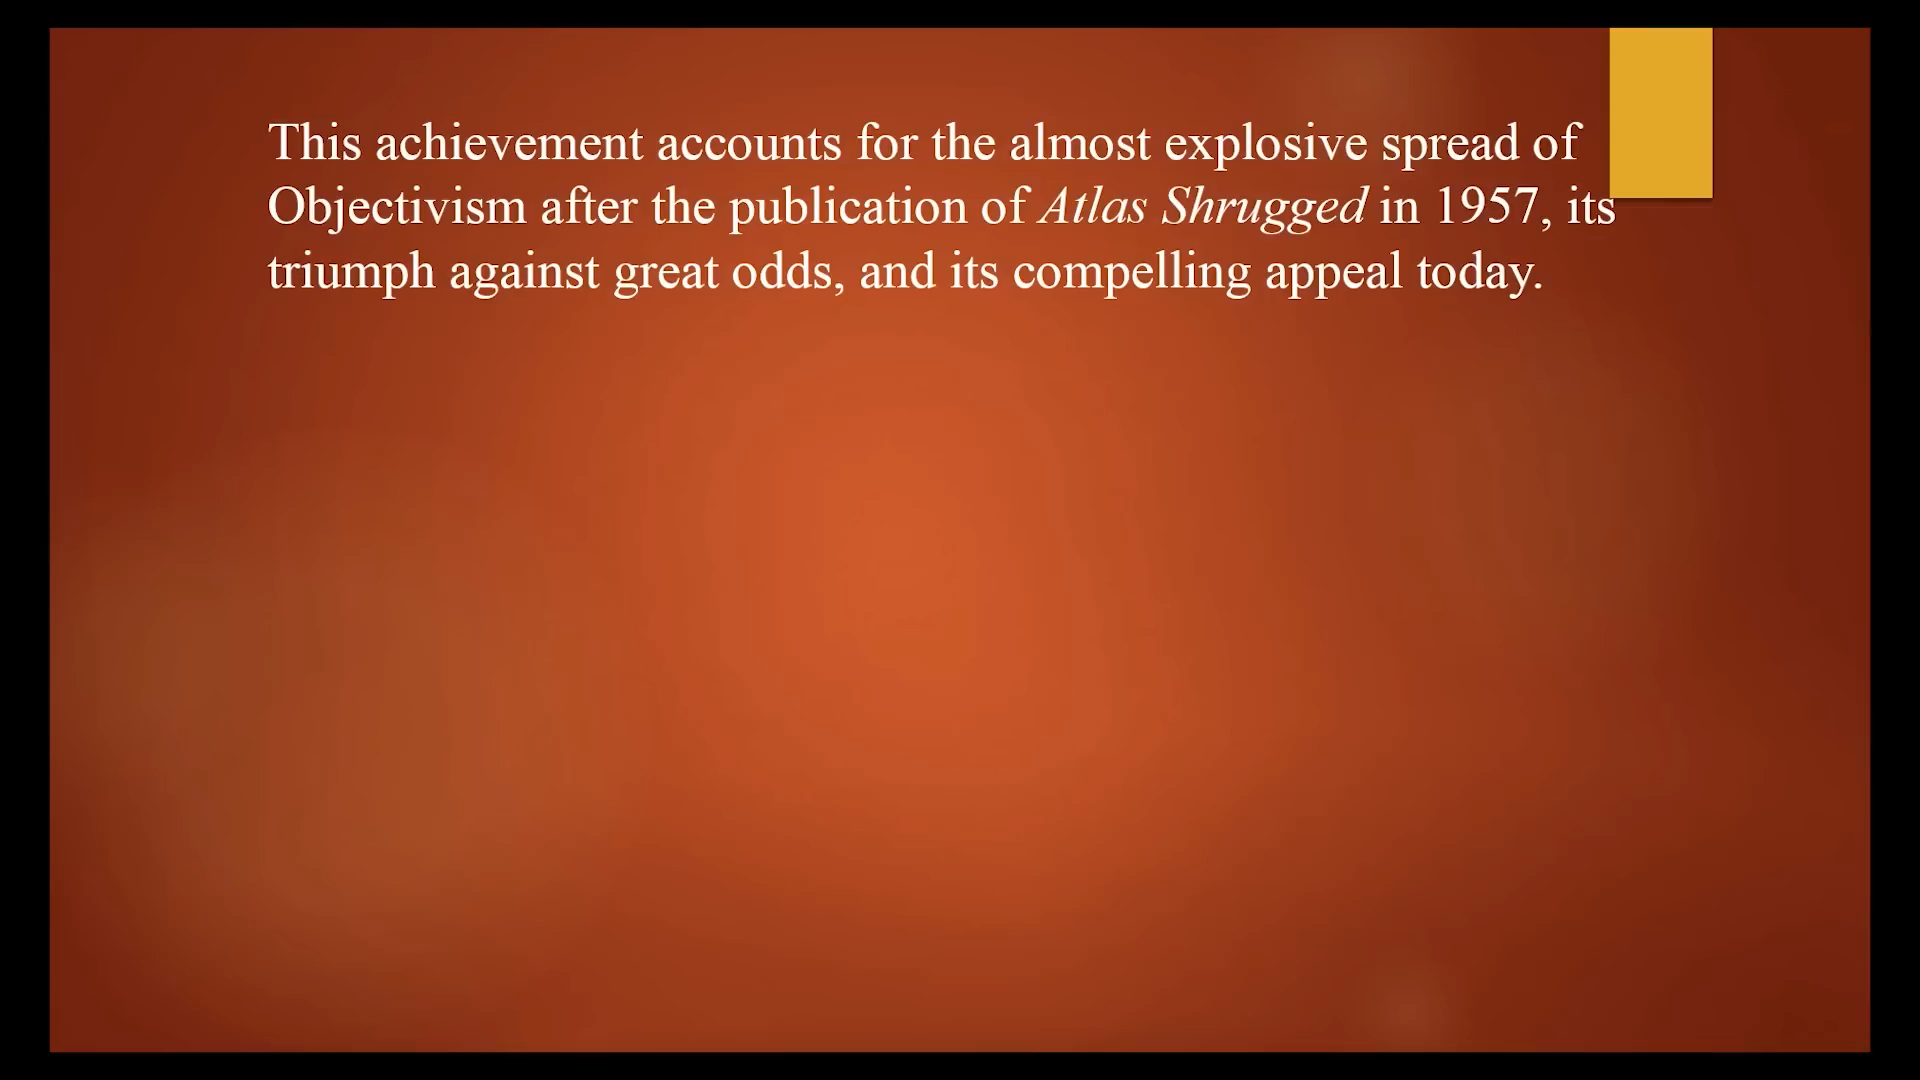 This achievement accounts for the almost explosive spread of
Objectivism after the publication of Atlas Shrugged in 1957, its
triumph against great odds, and its compelling appeal today.